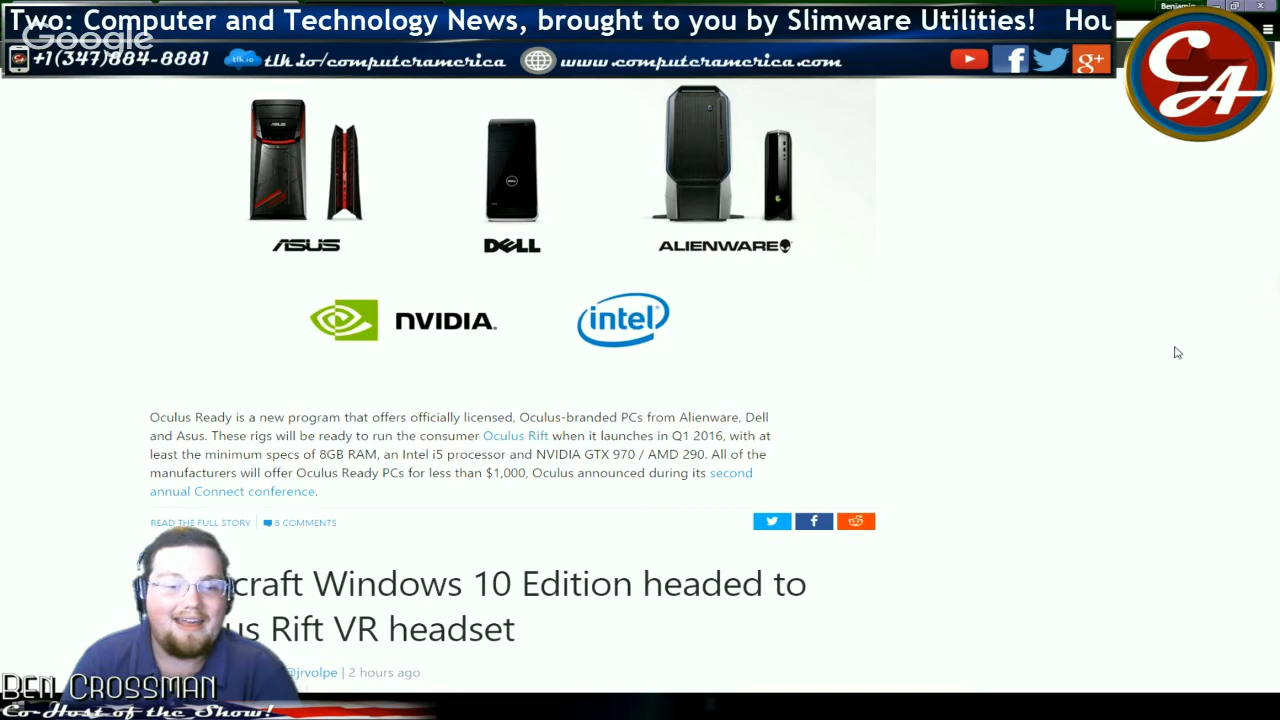 Two: Computer and Technology News, brought to you by Slimware Utilities! Hou
Google
Benjamin
+1(347)884-8881 tlk.io/computeramerica www.computeramerica.com
CA
ASUS DELL ALIENWARE
NVIDIA. intel
Oculus Ready is a new program that offers officially licensed, Oculus-branded PCs from Alienware, Dell
and Asus. These rigs will be ready to run the consumer Oculus Rift when it launches in Q1 2016, with at
least the minimum specs of 8GB RAM, an Intel i5 processor and NVIDIA GTX 970 / AMD 290. All of the
manufacturers will offer Oculus Ready PCs for less than $1,000, Oculus announced during its second
annual Connect conference.
READ THE FULL STORY 8 COMMENTS
craft Windows 10 Edition headed to
us Rift VR headset
@jrvolpe | 2 hours ago
BEN CROSSMAN
Co-Host of the Show!